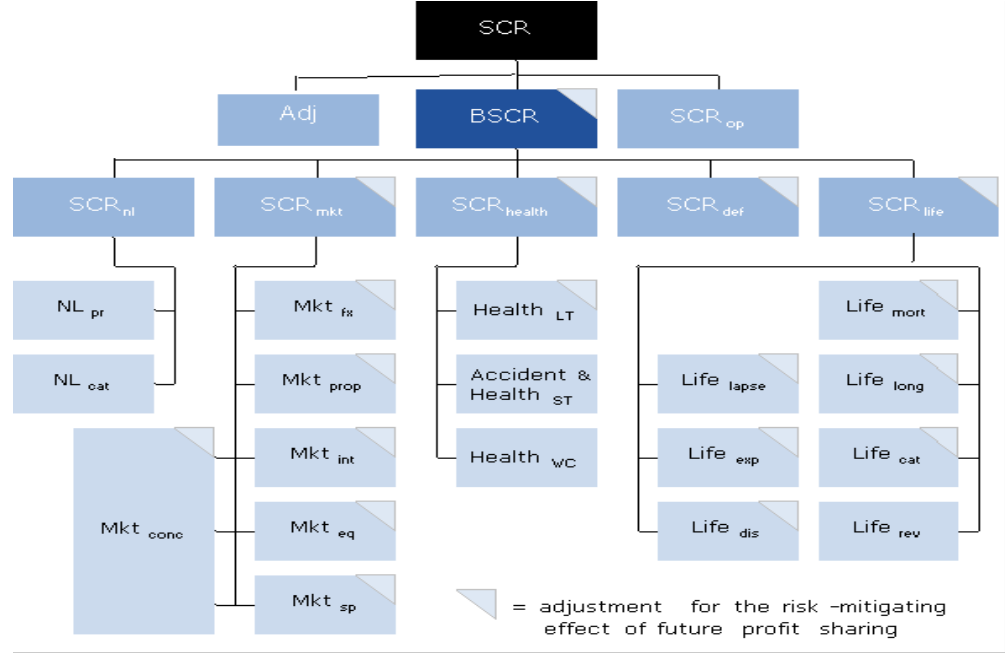 SCR
Adj
BSCR
SCR op
SCR nl
SCR mkt
SCR health
SCR def
SCR life
NL pr
Mkt fx
Health LT
Life mort
NL cat
Mkt prop
Accident &
Health ST
Life lapse
Life long
Mkt int
Health WC
Life exp
Life cat
Mkt conc
Mkt eq
Life dis
Life rev
Mkt sp
= adjustment for the risk -mitigating
effect of future profit sharing